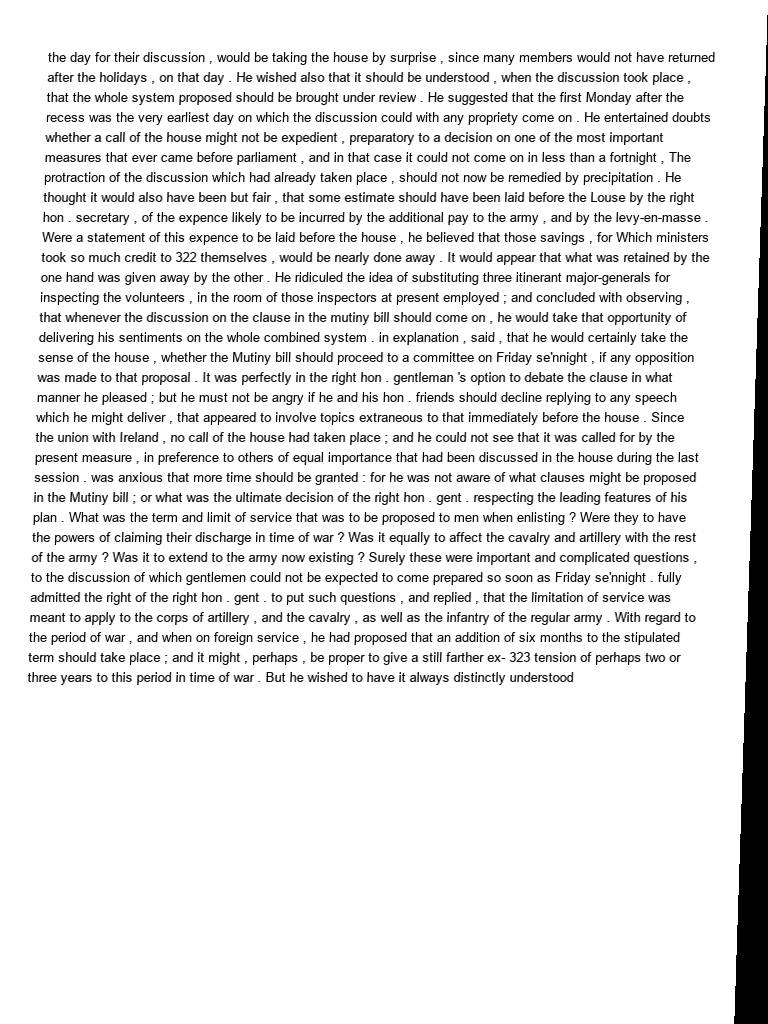 the day for their discussion , would be taking the house by surprise , since many members would not have returned
after the holidays , on that day . He wished also that it should be understood , when the discussion took place ,
that the whole system proposed should be brought under review . He suggested that the first Monday after the
recess was the very earliest day on which the discussion could with any propriety come on . He entertained doubts
whether a call of the house might not be expedient , preparatory to a decision on one of the most important
measures that ever came before parliament , and in that case it could not come on in less than a fortnight , The
protraction of the discussion which had already taken place , should not now be remedied by precipitation . He
thought it would also have been but fair , that some estimate should have been laid before the Louse by the right
hon . secretary , of the expence likely to be incurred by the additional pay to the army , and by the levy-en-masse .
Were a statement of this expence to be laid before the house , he believed that those savings , for Which ministers
took so much credit to 322 themselves , would be nearly done away . It would appear that what was retained by the
one hand was given away by the other . He ridiculed the idea of substituting three itinerant major-generals for
inspecting the volunteers , in the room of those inspectors at present employed ; and concluded with observing ,
that whenever the discussion on the clause in the mutiny bill should come on , he would take that opportunity of
delivering his sentiments on the whole combined system . in explanation , said , that he would certainly take the
sense of the house , whether the Mutiny bill should proceed to a committee on Friday se'nnight , if any opposition
was made to that proposal . It was perfectly in the right hon . gentleman 's option to debate the clause in what
manner he pleased ; but he must not be angry if he and his hon . friends should decline replying to any speech
which he might deliver , that appeared to involve topics extraneous to that immediately before the house . Since
the union with Ireland , no call of the house had taken place ; and he could not see that it was called for by the
present measure , in preference to others of equal importance that had been discussed in the house during the last
session . was anxious that more time should be granted : for he was not aware of what clauses might be proposed
in the Mutiny bill ; or what was the ultimate decision of the right hon . gent . respecting the leading features of his
plan . What was the term and limit of service that was to be proposed to men when enlisting ? Were they to have
the powers of claiming their discharge in time of war ? Was it equally to affect the cavalry and artillery with the rest
of the army ? Was it to extend to the army now existing ? Surely these were important and complicated questions ,
to the discussion of which gentlemen could not be expected to come prepared so soon as Friday se'nnight . fully
admitted the right of the right hon . gent . to put such questions , and replied , that the limitation of service was
meant to apply to the corps of artillery , and the cavalry , as well as the infantry of the regular army . With regard to
the period of war , and when on foreign service , he had proposed that an addition of six months to the stipulated
term should take place ; and it might , perhaps , be proper to give a still farther ex- 323 tension of perhaps two or
three years to this period in time of war . But he wished to have it always distinctly understood